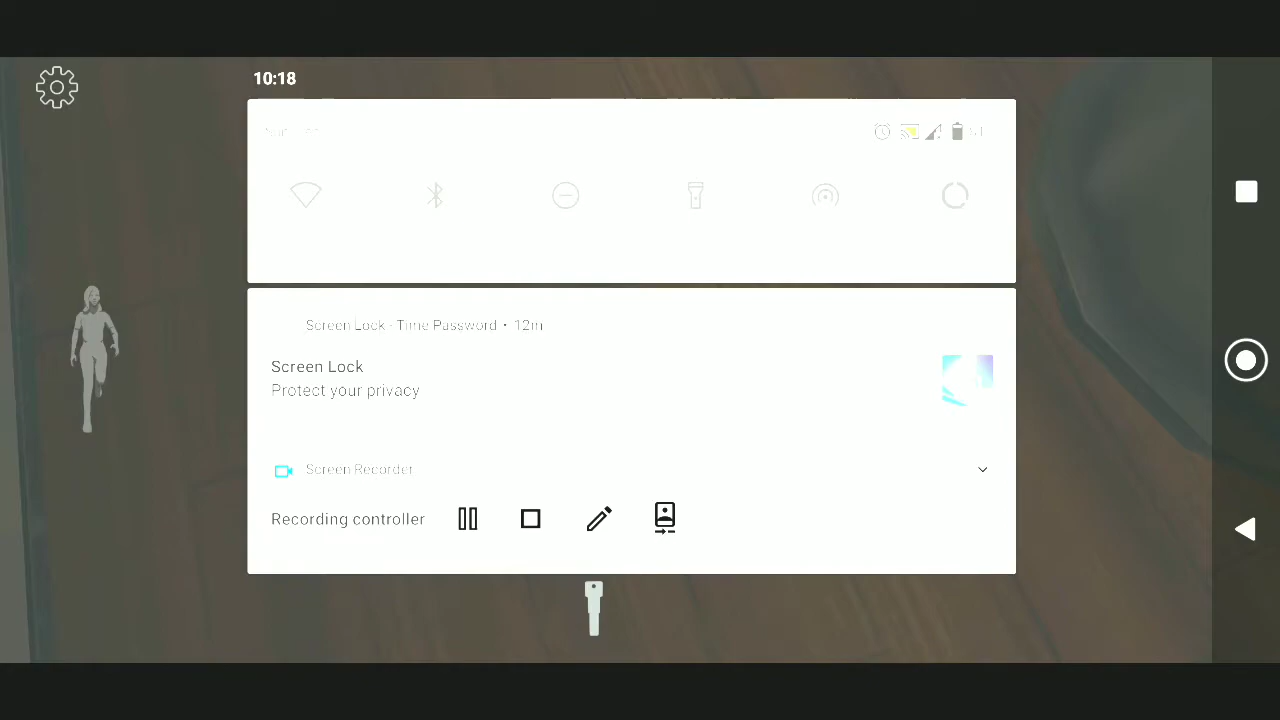 10:18
Screen Lock - Time Password • 12m
Screen Lock
Protect your privacy
Screen Recorder
Recording controller